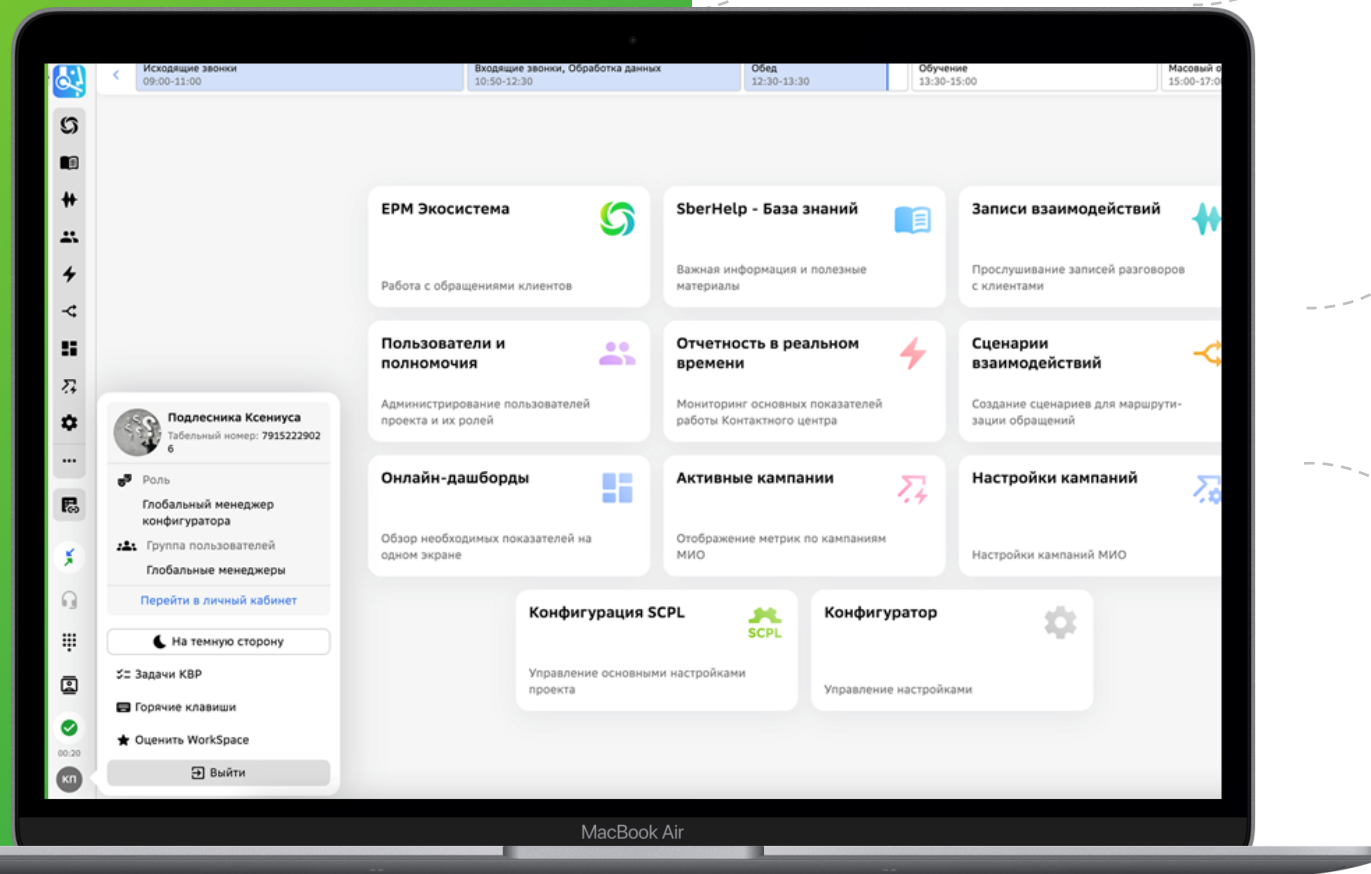 Исходящие звонки
09:00-11:00
Входящие звонки, Обработка данных
10:50-12:30
Обед
12:30-13:30
Обучение
13:30-15:00
Массовый о
15:00-17:0
ЕРМ Экосистема
Работа с обращениями клиентов
SberHelp - База знаний
Важная информация и полезные
материалы
Записи взаимодействий
Прослушивание записей разговоров
с клиентами
Пользователи и
полномочия
Администрирование пользователей
проекта и их ролей
Отчетность в реальном
времени
Мониторинг основных показателей
работы Контактного центра
Сценарии
взаимодействий
Создание сценариев для маршрути-
зации обращений
Онлайн-дашборды
Обзор необходимых показателей на
одном экране
Активные кампании
Отображение метрик по кампаниям
МИО
Настройки кампаний
Настройки кампаний МИО
Конфигурация SCPL
SCPL
Управление основными настройками
проекта
Конфигуратор
Управление настройками
Подлесника Ксениуса
Табельный номер: 7915222902
6
Роль
Глобальный менеджер
конфигуратора
Группа пользователей
Глобальные менеджеры
Перейти в личный кабинет
На темную сторону
Задачи КВР
Горячие клавиши
Оценить WorkSpace
Выйти
00:20
КП
MacBook Air